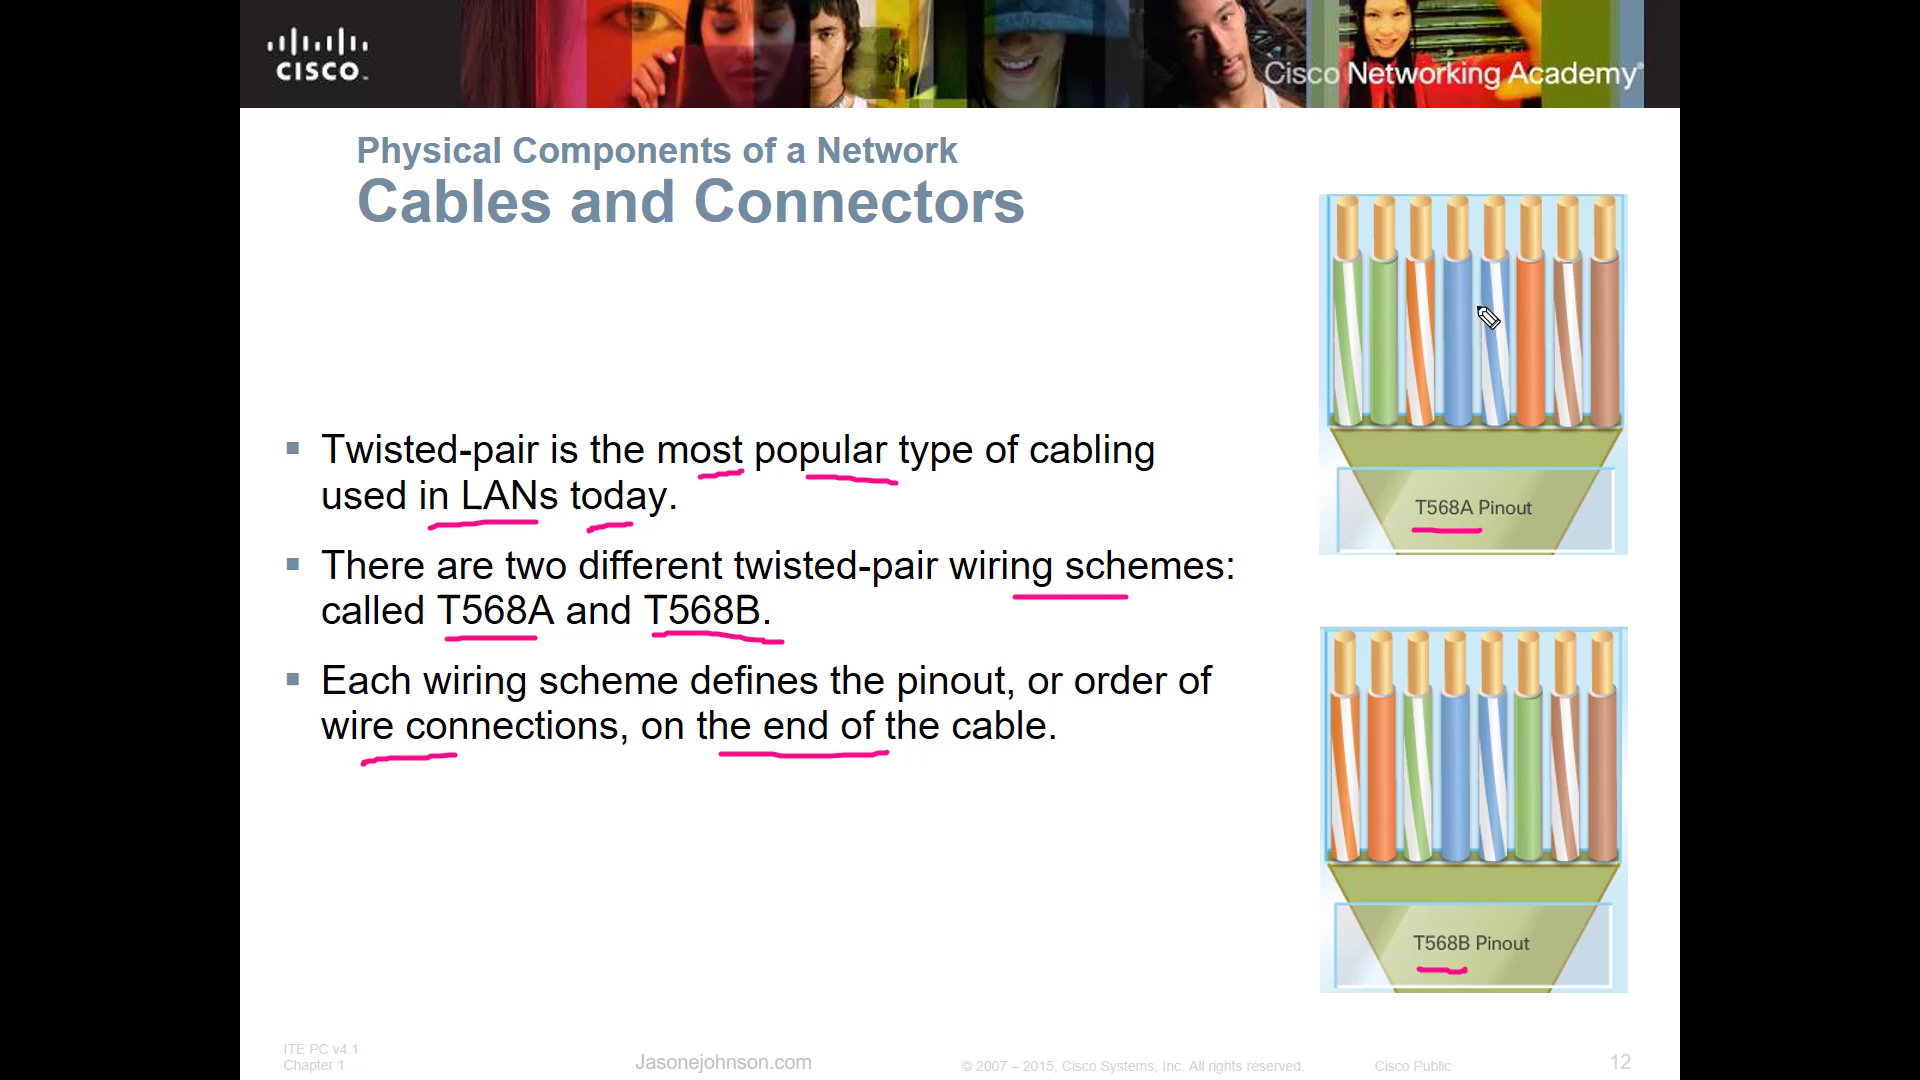 CISCO
Cisco Networking Academy®
Physical Components of a Network
Cables and Connectors
Twisted-pair is the most popular type of cabling
used in LANs today.
There are two different twisted-pair wiring schemes:
called T568A and T568B.
Each wiring scheme defines the pinout, or order of
wire connections, on the end of the cable.
T568A Pinout
T568B Pinout
ITE PC v4.1
Chapter 1
Jasonejohnson.com
© 2007 – 2015, Cisco Systems, Inc. All rights reserved.
Cisco Public
12